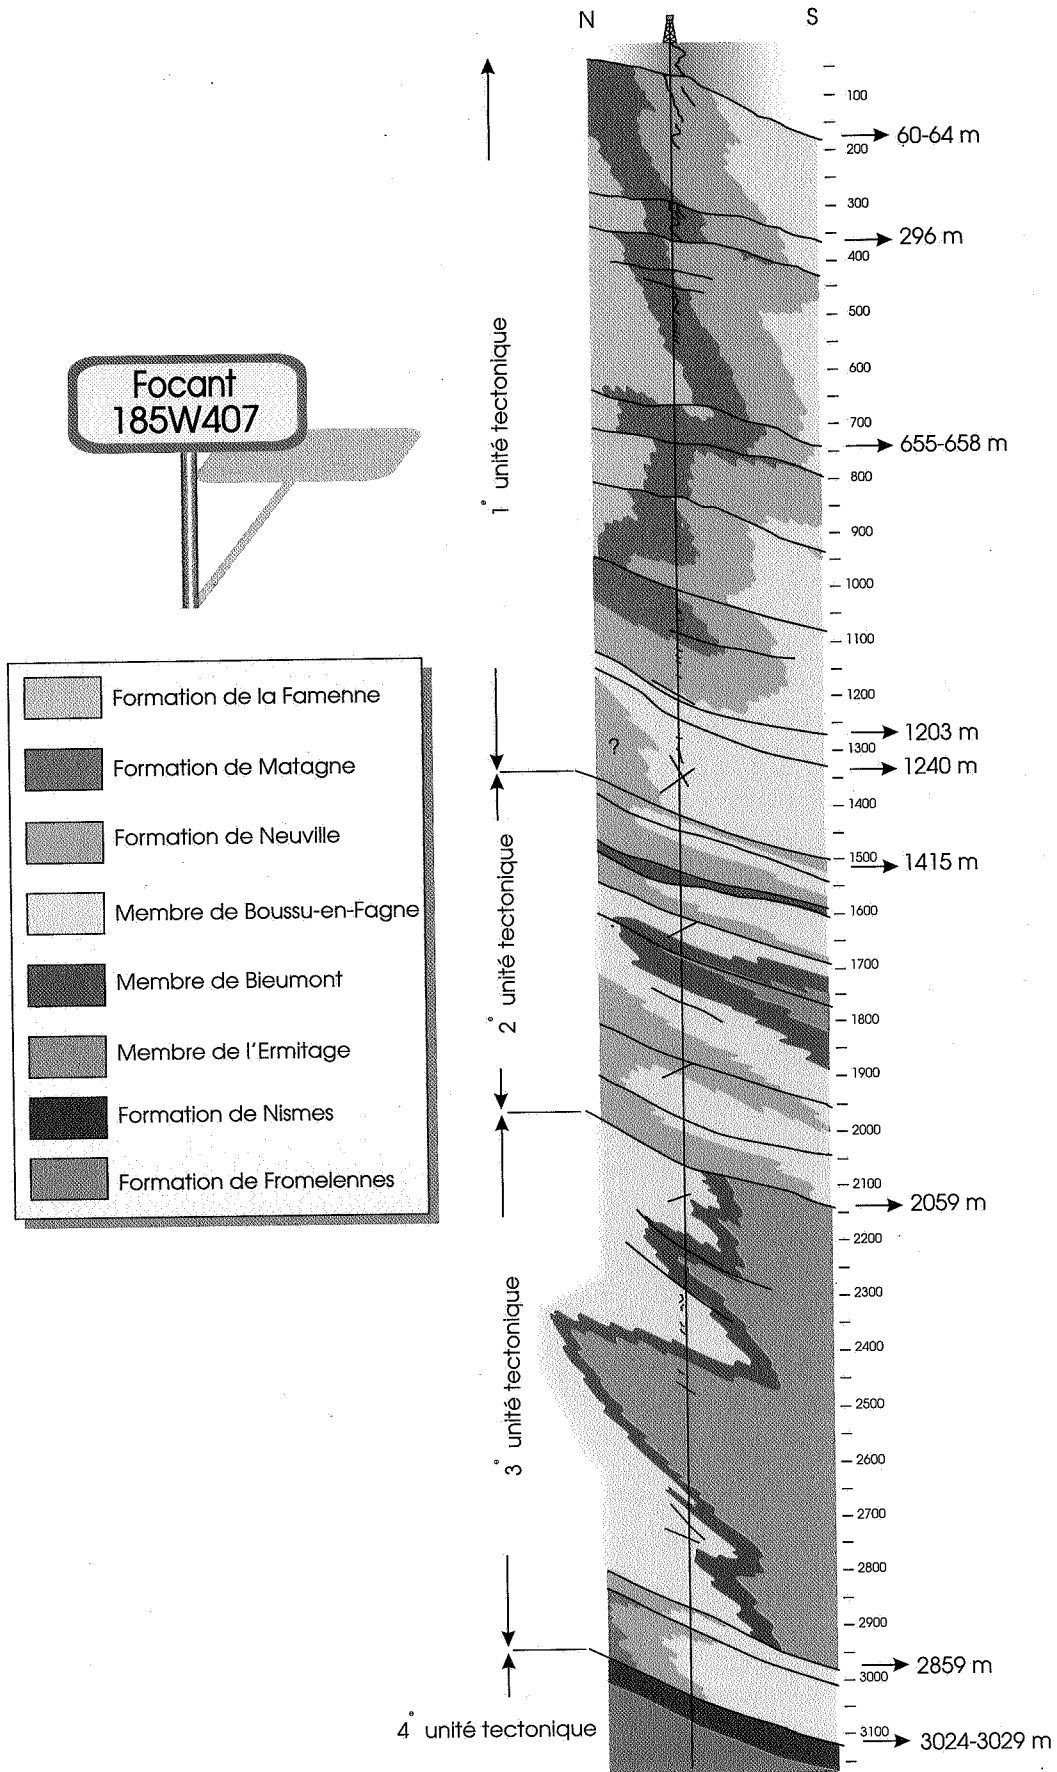 N
S
Focant
185W407
100
60-64 m
200
300
296 m
400
500
600
700
655-658 m
800
900
1000
1100
1200
1203 m
1300
1240 m
1400
1500
1415 m
1600
1700
1800
1900
2000
2100
2059 m
2200
2300
2400
2500
2600
2700
2800
2900
2859 m
3000
3100
3024-3029 m
?
1e unité tectonique
2e unité tectonique
3e unité tectonique
4e unité tectonique
Formation de la Famenne
Formation de Matagne
Formation de Neuville
Membre de Boussu-en-Fagne
Membre de Bieumont
Membre de l'Ermitage
Formation de Nismes
Formation de Fromelennes